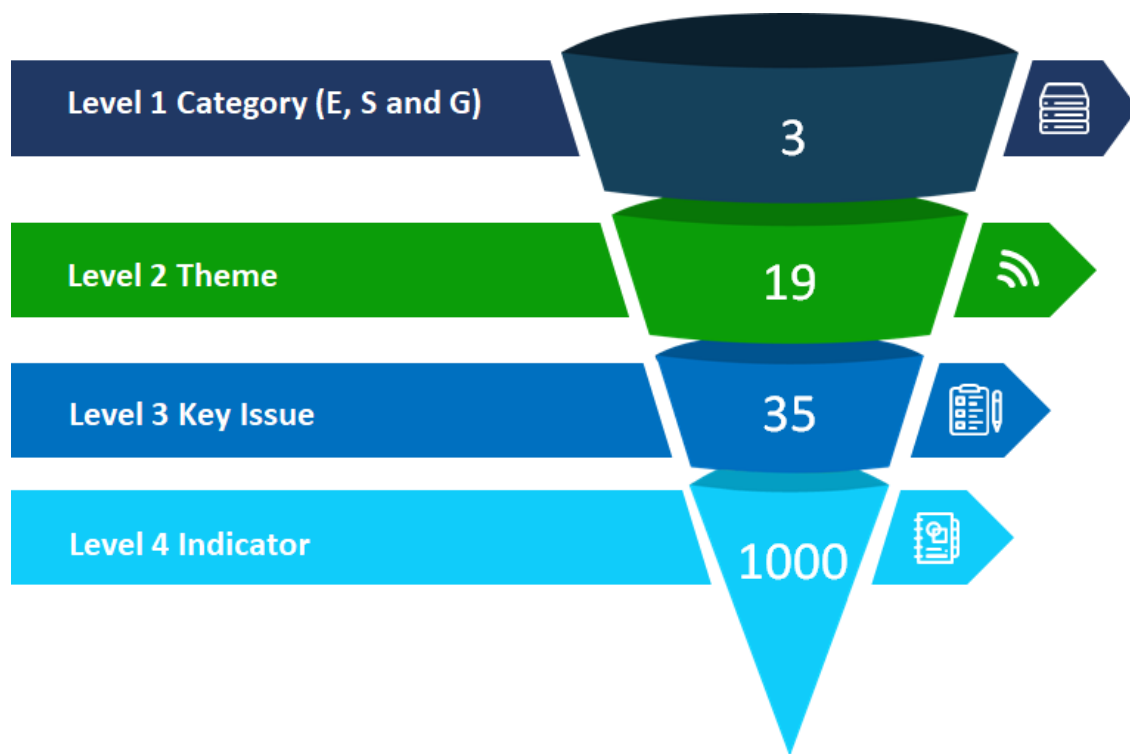 Level 1 Category (E, S and G)
3
Level 2 Theme
19
Level 3 Key Issue
35
Level 4 Indicator
1000